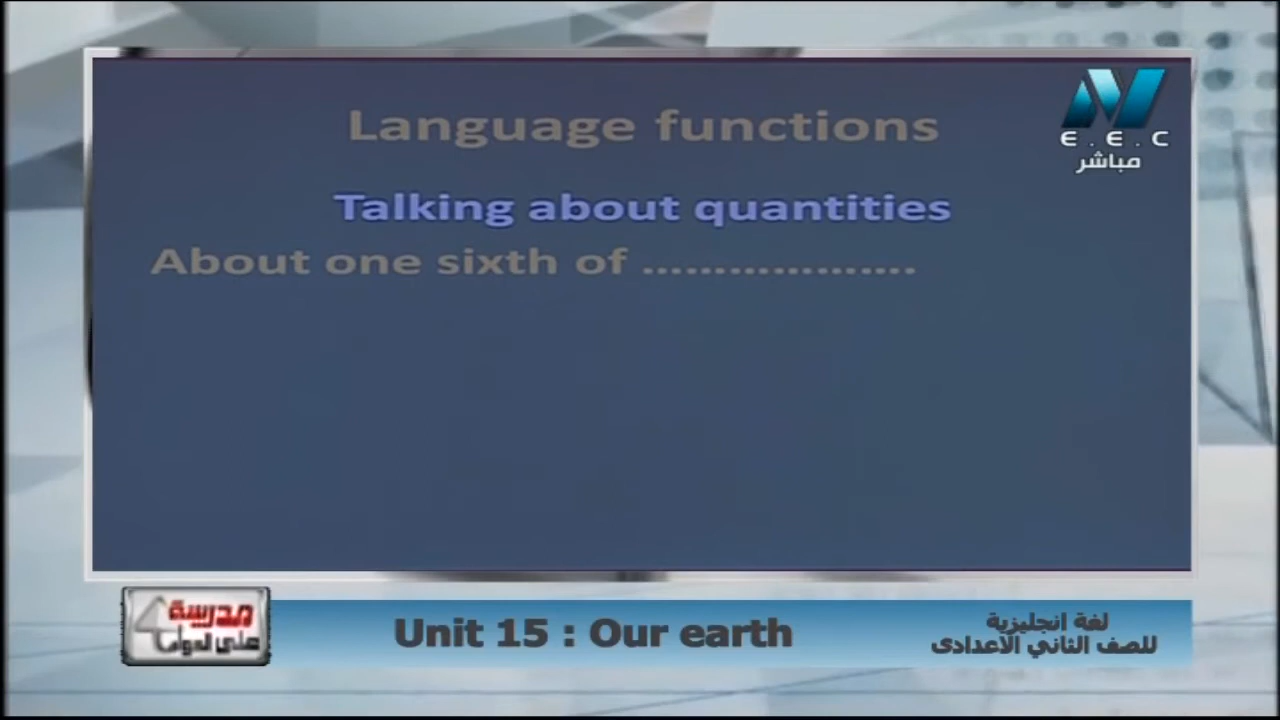 Language functions
Talking about quantities
About one sixth of ...................
E . E . C
مباشر
مدرسة
على الهواء
Unit 15 : Our earth
لغة انجليزية
للصف الثاني الاعدادى